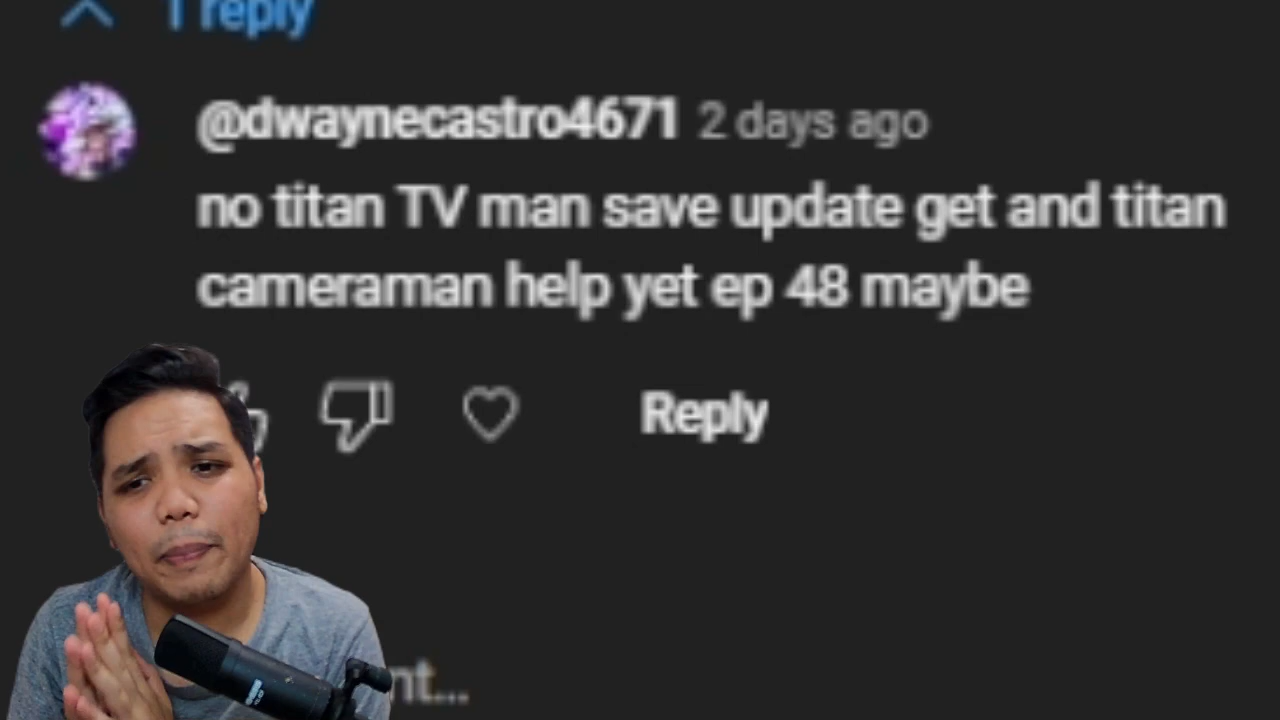 1 reply
@dwaynecastro4671 2 days ago
no titan TV man save update get and titan
cameraman help yet ep 48 maybe
Reply
nt...